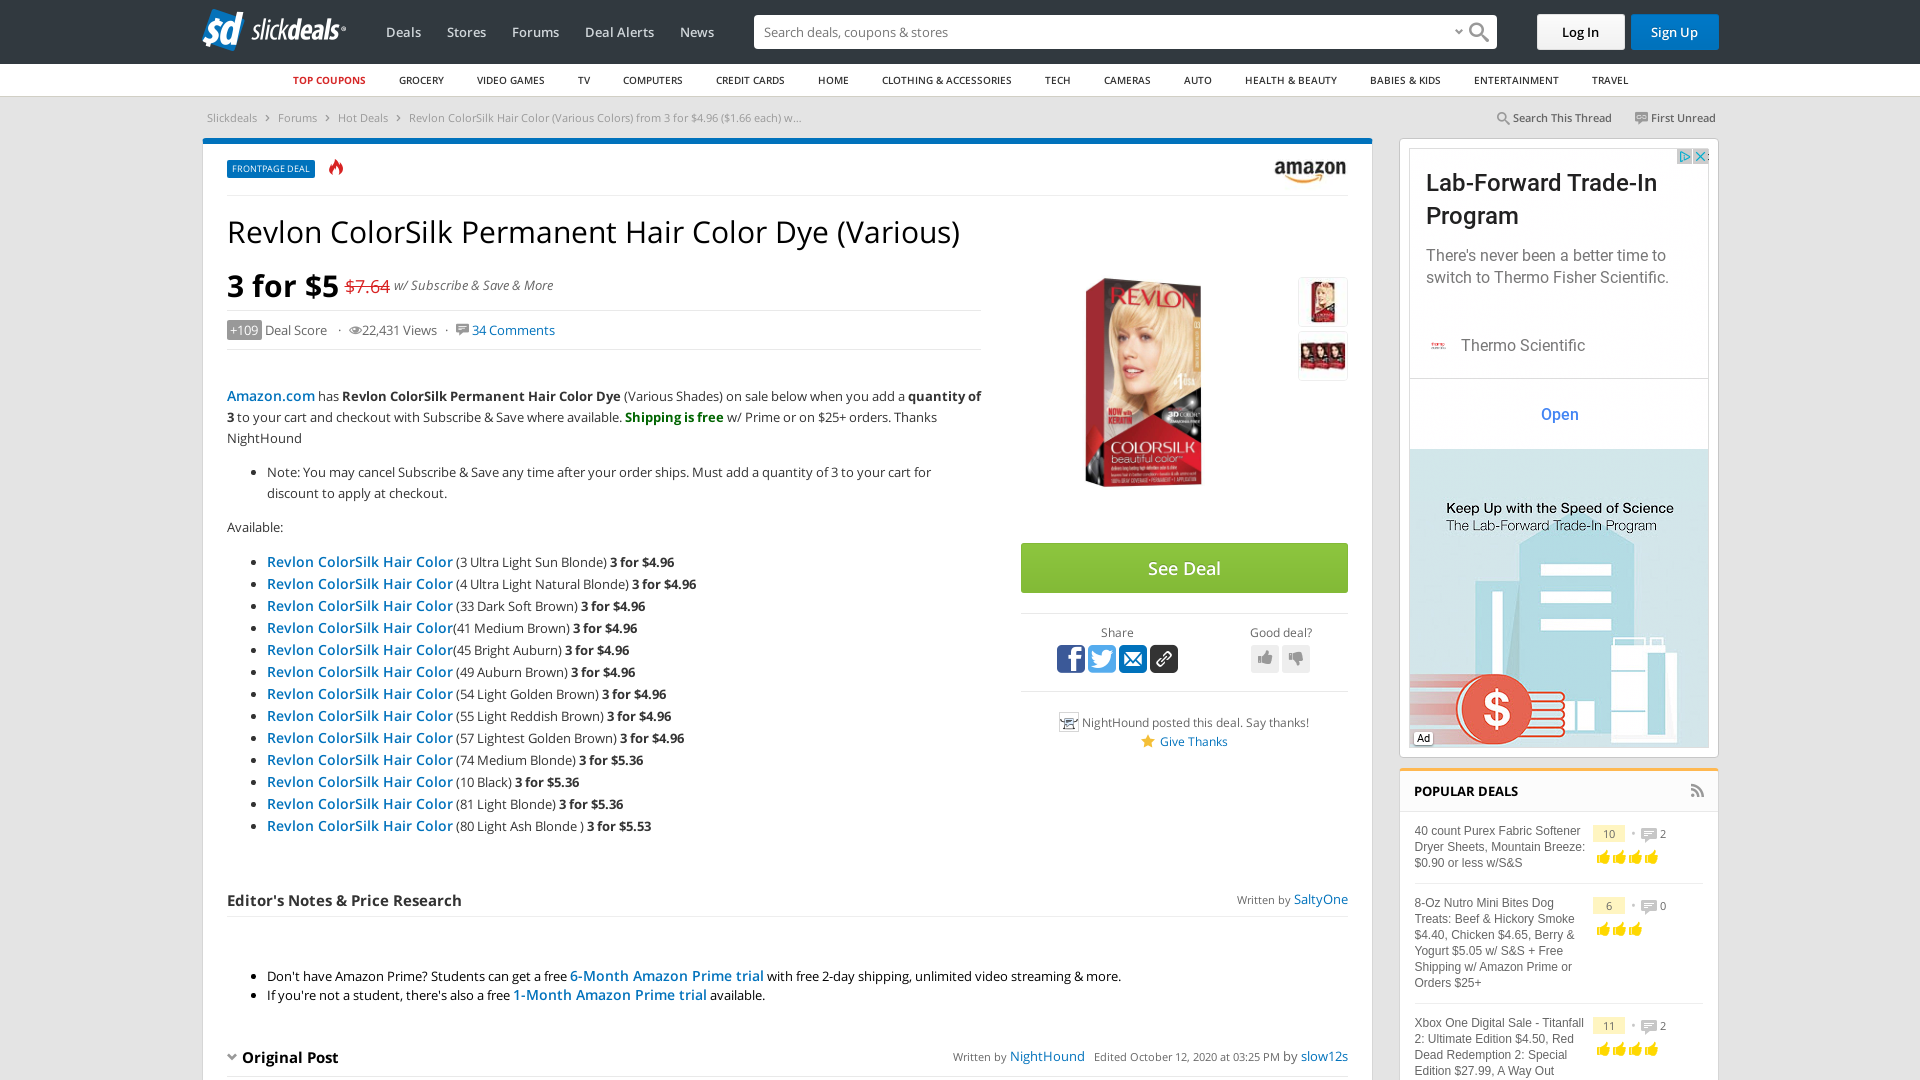 slickdeals
Deals
Stores
Forums
Deal Alerts
News
Search deals, coupons & stores
Log In
Sign Up
TOP COUPONS
GROCERY
VIDEO GAMES
TV
COMPUTERS
CREDIT CARDS
HOME
CLOTHING & ACCESSORIES
TECH
CAMERAS
AUTO
HEALTH & BEAUTY
BABIES & KIDS
ENTERTAINMENT
TRAVEL
Slickdeals > Forums > Hot Deals > Revlon ColorSilk Hair Color (Various Colors) from 3 for $4.96 ($1.66 each) w...
Search This Thread
First Unread
FRONTPAGE DEAL
amazon
Revlon ColorSilk Permanent Hair Color Dye (Various)
3 for $5 $7.64 w/ Subscribe & Save & More
+109 Deal Score · 22,431 Views · 34 Comments
Amazon.com has Revlon ColorSilk Permanent Hair Color Dye (Various Shades) on sale below when you add a quantity of
3 to your cart and checkout with Subscribe & Save where available. Shipping is free w/ Prime or on $25+ orders. Thanks
NightHound
Note: You may cancel Subscribe & Save any time after your order ships. Must add a quantity of 3 to your cart for
discount to apply at checkout.
Available:
Revlon ColorSilk Hair Color (3 Ultra Light Sun Blonde) 3 for $4.96
Revlon ColorSilk Hair Color (4 Ultra Light Natural Blonde) 3 for $4.96
Revlon ColorSilk Hair Color (33 Dark Soft Brown) 3 for $4.96
Revlon ColorSilk Hair Color(41 Medium Brown) 3 for $4.96
Revlon ColorSilk Hair Color(45 Bright Auburn) 3 for $4.96
Revlon ColorSilk Hair Color (49 Auburn Brown) 3 for $4.96
Revlon ColorSilk Hair Color (54 Light Golden Brown) 3 for $4.96
Revlon ColorSilk Hair Color (55 Light Reddish Brown) 3 for $4.96
Revlon ColorSilk Hair Color (57 Lightest Golden Brown) 3 for $4.96
Revlon ColorSilk Hair Color (74 Medium Blonde) 3 for $5.36
Revlon ColorSilk Hair Color (10 Black) 3 for $5.36
Revlon ColorSilk Hair Color (81 Light Blonde) 3 for $5.36
Revlon ColorSilk Hair Color (80 Light Ash Blonde ) 3 for $5.53
REVLON
#1
NOW with
KERATIN
3D COLOR
COLORSILK
beautiful color
See Deal
Share
Good deal?
NightHound posted this deal. Say thanks!
Give Thanks
Editor's Notes & Price Research
Written by SaltyOne
Don't have Amazon Prime? Students can get a free 6-Month Amazon Prime trial with free 2-day shipping, unlimited video streaming & more.
If you're not a student, there's also a free 1-Month Amazon Prime trial available.
Original Post
Written by NightHound Edited October 12, 2020 at 03:25 PM by slow12s
Lab-Forward Trade-In
Program
There's never been a better time to
switch to Thermo Fisher Scientific.
Thermo Scientific
Open
Keep Up with the Speed of Science
The Lab-Forward Trade-In Program
$
Ad
POPULAR DEALS
40 count Purex Fabric Softener
Dryer Sheets, Mountain Breeze:
$0.90 or less w/S&S
10 • 2
8-Oz Nutro Mini Bites Dog
Treats: Beef & Hickory Smoke
$4.40, Chicken $4.65, Berry &
Yogurt $5.05 w/ S&S + Free
Shipping w/ Amazon Prime or
Orders $25+
6 • 0
Xbox One Digital Sale - Titanfall
2: Ultimate Edition $4.50, Red
Dead Redemption 2: Special
Edition $27.99, A Way Out
11 • 2